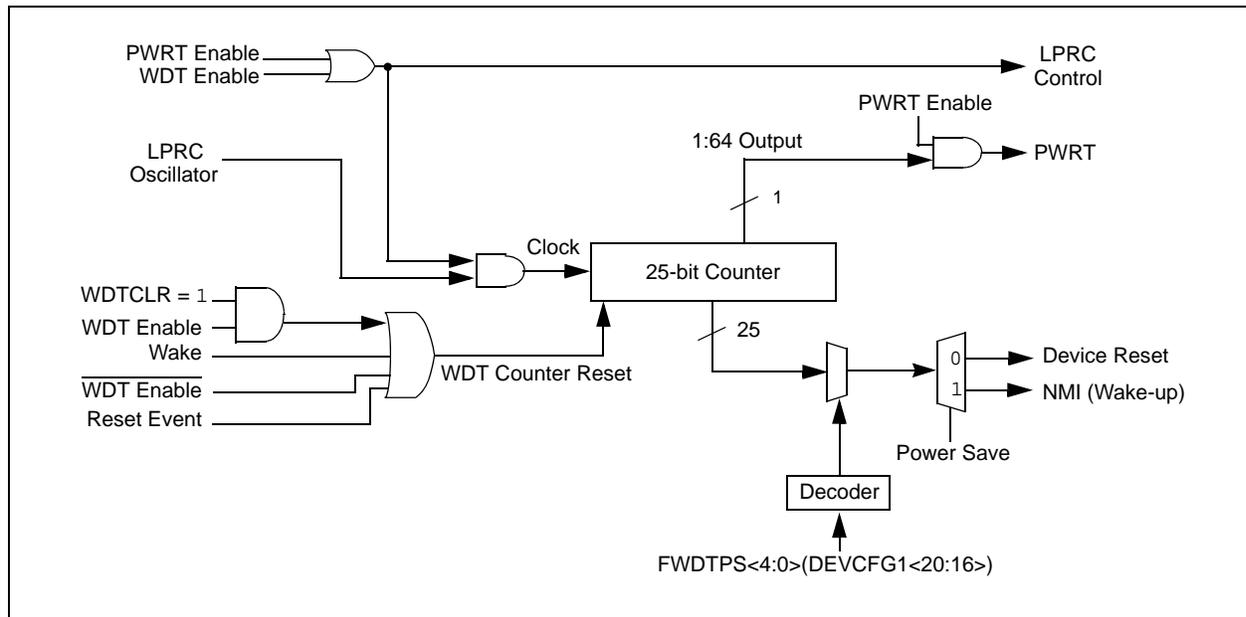 PWRT Enable
WDT Enable
LPRC
Control
PWRT Enable
1:64 Output
PWRT
LPRC
Oscillator
1
Clock
25-bit Counter
WDTCLR = 1
WDT Enable
Wake
WDT Enable
Reset Event
WDT Counter Reset
25
0
1
Device Reset
NMI (Wake-up)
Power Save
Decoder
FWDTPS<4:0>(DEVCFG1<20:16>)